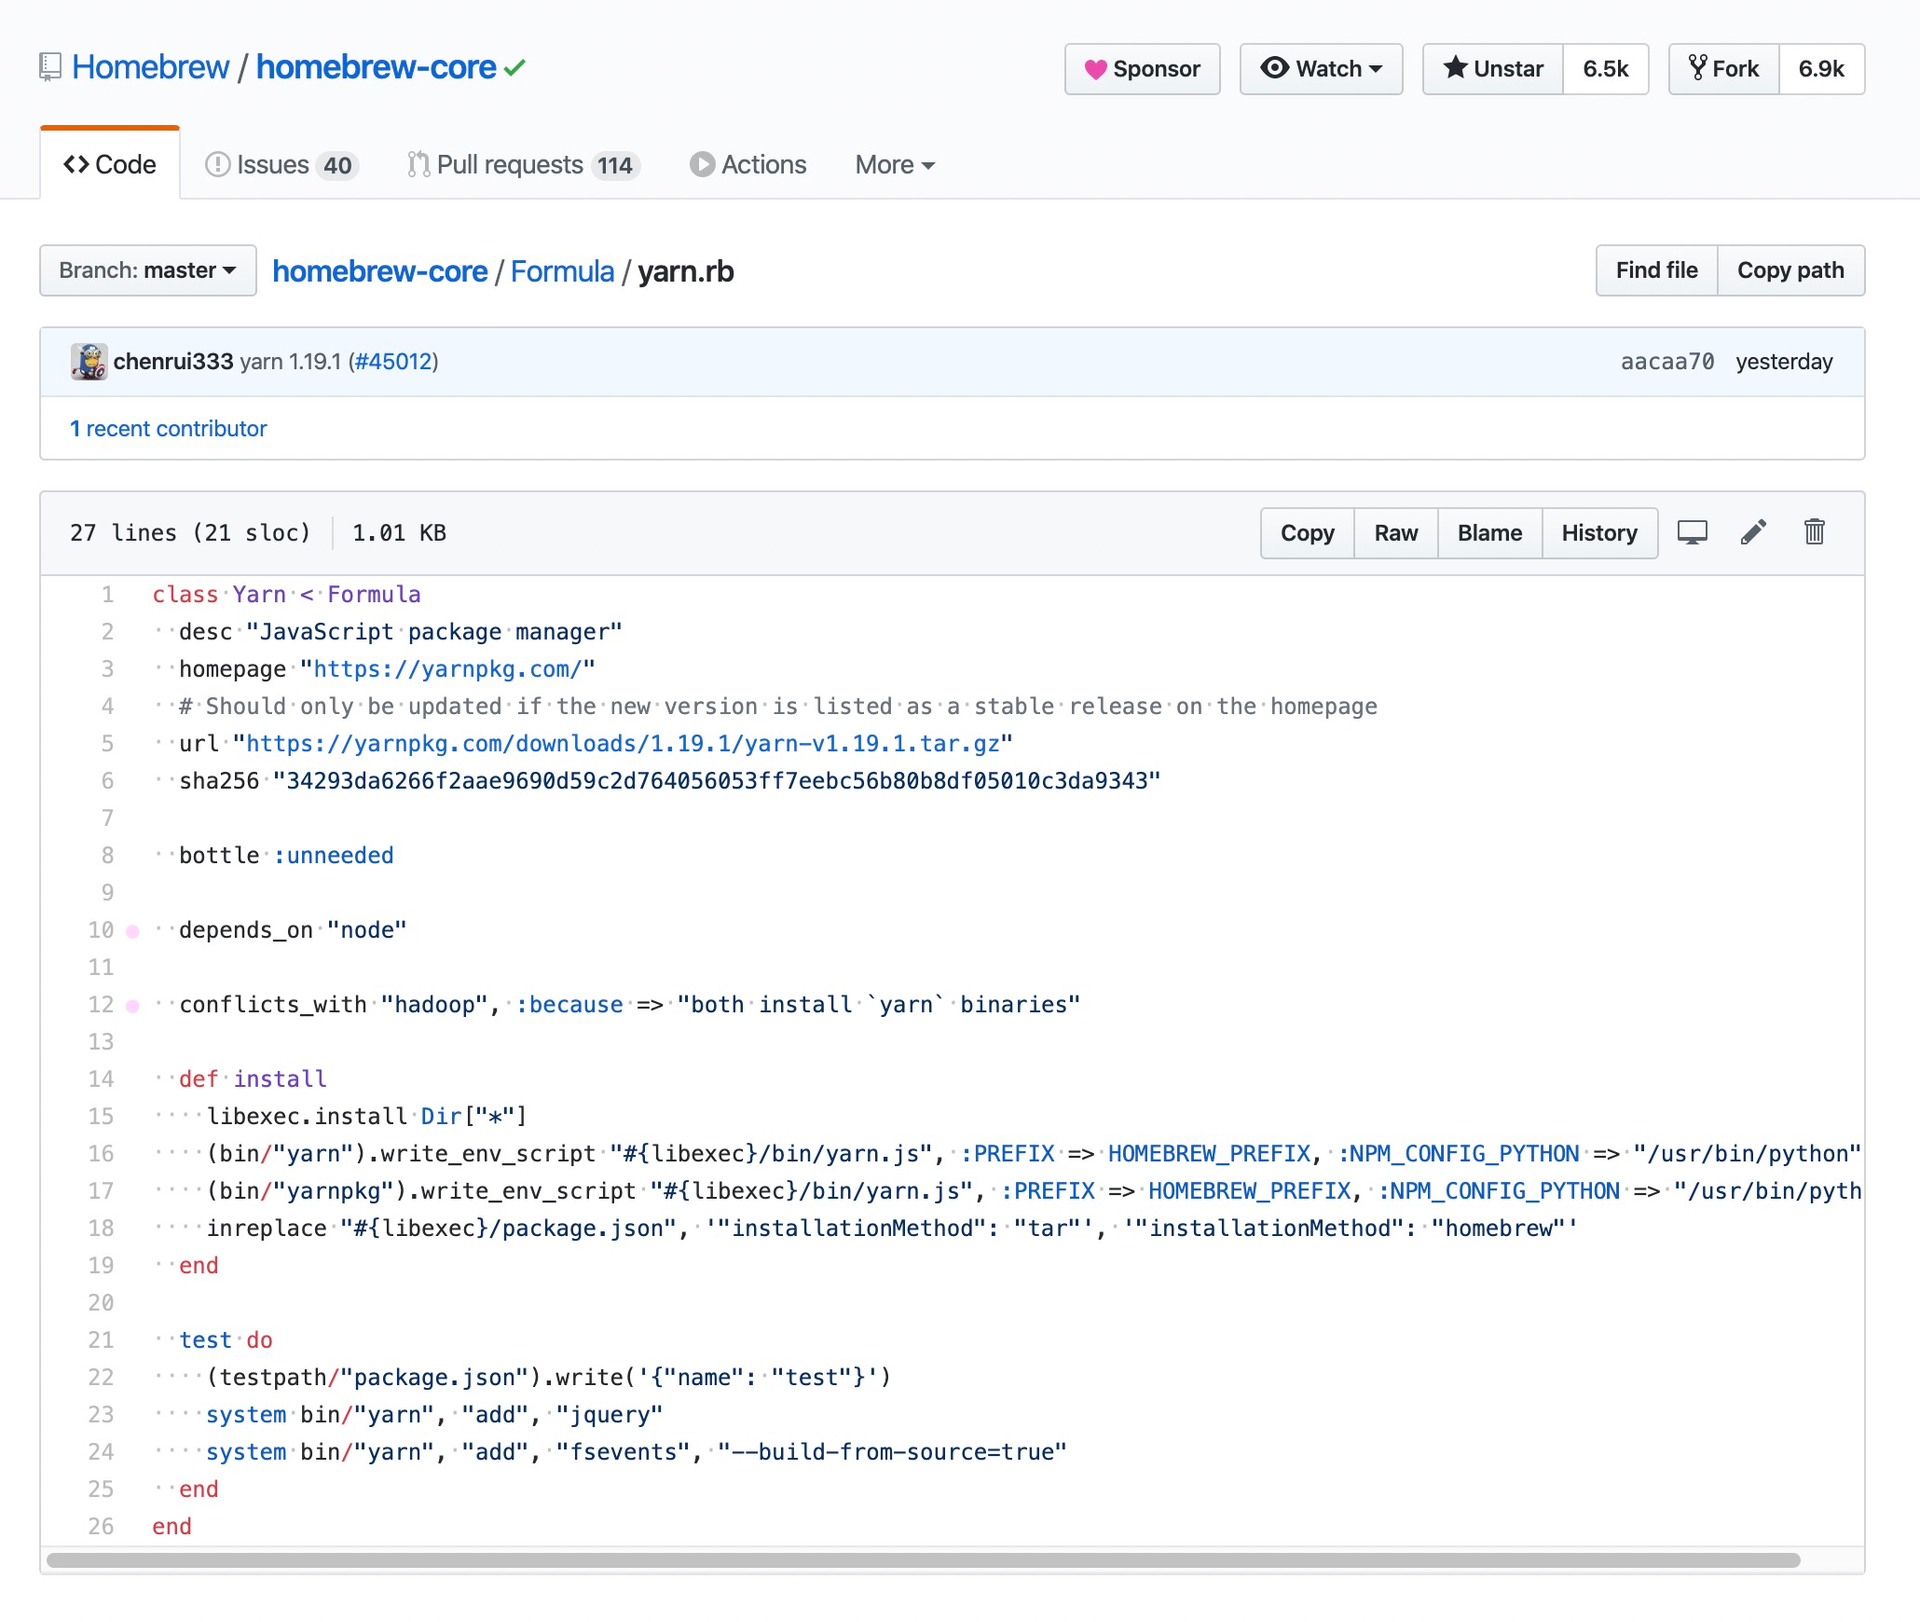 Homebrew / homebrew-core
Sponsor Watch Unstar 6.5k Fork 6.9k
Code Issues 40 Pull requests 114 Actions More
Branch: master homebrew-core / Formula / yarn.rb Find file Copy path
chenrui333 yarn 1.19.1 (#45012) aacaa70 yesterday
1 recent contributor
27 lines (21 sloc) 1.01 KB Copy Raw Blame History
1 class Yarn < Formula
2   desc "JavaScript package manager"
3   homepage "https://yarnpkg.com/"
4   # Should only be updated if the new version is listed as a stable release on the homepage
5   url "https://yarnpkg.com/downloads/1.19.1/yarn-v1.19.1.tar.gz"
6   sha256 "34293da6266f2aae9690d59c2d764056053ff7eebc56b80b8df05010c3da9343"
7
8   bottle :unneeded
9
10   depends_on "node"
11
12   conflicts_with "hadoop", :because => "both install `yarn` binaries"
13
14   def install
15     libexec.install Dir["*"]
16     (bin/"yarn").write_env_script "#{libexec}/bin/yarn.js", :PREFIX => HOMEBREW_PREFIX, :NPM_CONFIG_PYTHON => "/usr/bin/python"
17     (bin/"yarnpkg").write_env_script "#{libexec}/bin/yarn.js", :PREFIX => HOMEBREW_PREFIX, :NPM_CONFIG_PYTHON => "/usr/bin/pyth
18     inreplace "#{libexec}/package.json", '"installationMethod": "tar"', '"installationMethod": "homebrew"'
19   end
20
21   test do
22     (testpath/"package.json").write('{"name": "test"}')
23     system bin/"yarn", "add", "jquery"
24     system bin/"yarn", "add", "fsevents", "--build-from-source=true"
25   end
26 end